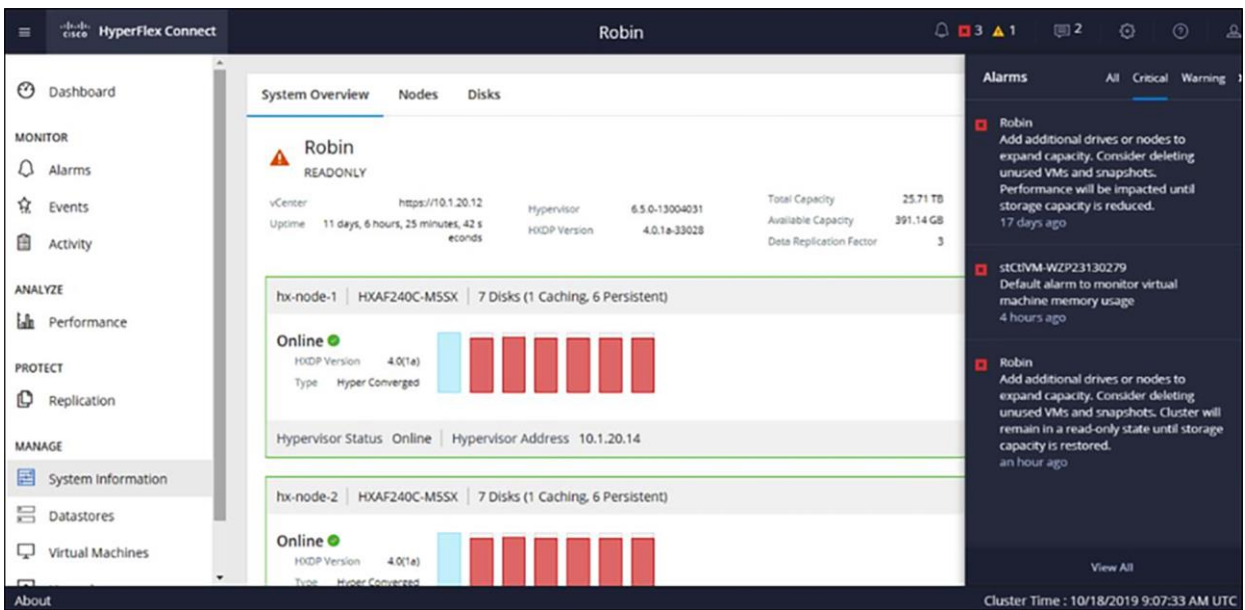 CISCO HyperFlex Connect
Robin
3 1
2
Dashboard
MONITOR
Alarms
Events
Activity
ANALYZE
Performance
PROTECT
Replication
MANAGE
System Information
Datastores
Virtual Machines
System Overview Nodes Disks
Robin
READONLY
vCenter https://10.1.20.12
Uptime 11 days, 6 hours, 25 minutes, 42 s
econds
Hypervisor 6.5.0-13004031
HXDP Version 4.0.1a-33028
Total Capacity 25.71 TB
Available Capacity 391.14 GB
Data Replication Factor 3
hx-node-1 HXAF240C-M5SX 7 Disks (1 Caching, 6 Persistent)
Online
HXDP Version 4.0(1a)
Type Hyper Converged
Hypervisor Status Online Hypervisor Address 10.1.20.14
hx-node-2 HXAF240C-M5SX 7 Disks (1 Caching, 6 Persistent)
Online
HXDP Version 4.0(1a)
Type Hyper Converged
Alarms All Critical Warning
Robin
Add additional drives or nodes to
expand capacity. Consider deleting
unused VMs and snapshots.
Performance will be impacted until
storage capacity is reduced.
17 days ago
stCtlVM-WZP23130279
Default alarm to monitor virtual
machine memory usage
4 hours ago
Robin
Add additional drives or nodes to
expand capacity. Consider deleting
unused VMs and snapshots. Cluster will
remain in a read-only state until storage
capacity is restored.
an hour ago
View All
About
Cluster Time : 10/18/2019 9:07:33 AM UTC